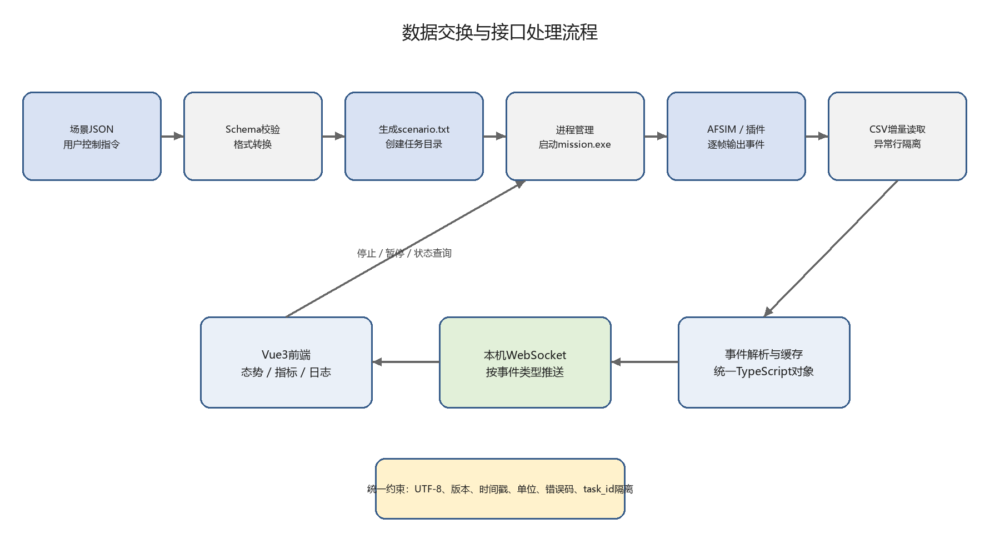 数据交换与接口处理流程
场景JSON
用户控制指令
Schema校验
格式转换
生成scenario.txt
创建任务目录
进程管理
启动mission.exe
AFSIM / 插件
逐帧输出事件
CSV增量读取
异常行隔离
停止 / 暂停 / 状态查询
Vue3前端
态势 / 指标 / 日志
本机WebSocket
按事件类型推送
事件解析与缓存
统一TypeScript对象
统一约束：UTF-8、版本、时间戳、单位、错误码、task_id隔离